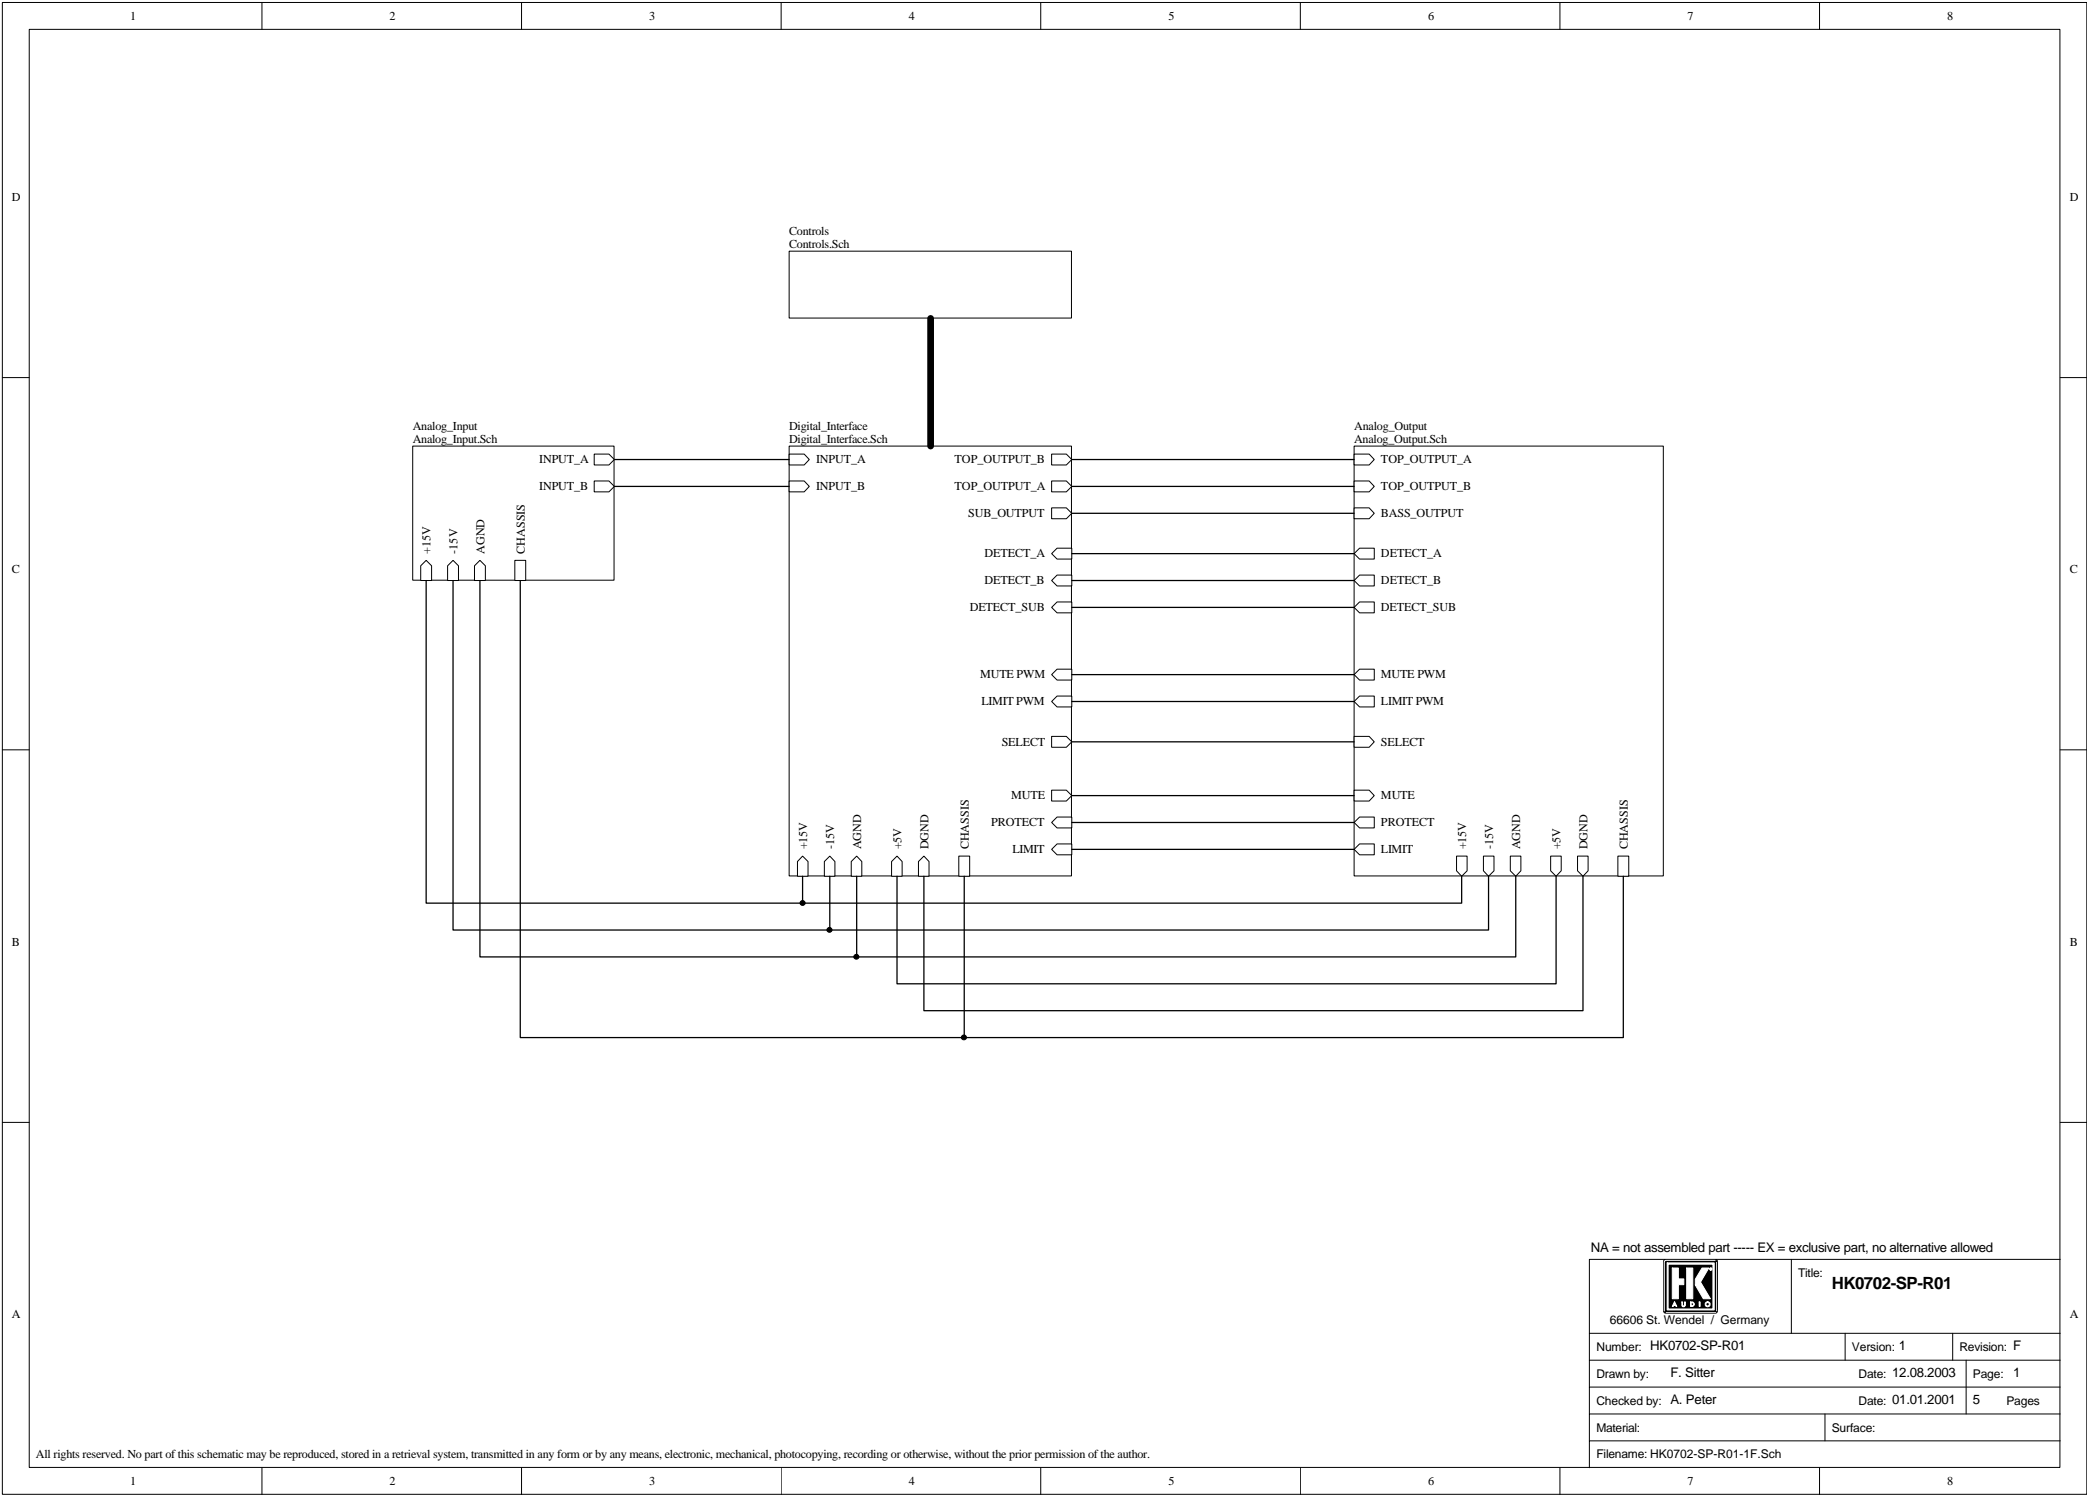 1 2 3 4 5 6 7 8
D D
Controls
Controls.Sch
Analog_Input
Analog_Input.Sch
INPUT_A
INPUT_B
+15V -15V AGND CHASSIS
Digital_Interface
Digital_Interface.Sch
INPUT_A TOP_OUTPUT_B
INPUT_B TOP_OUTPUT_A
SUB_OUTPUT
DETECT_A
DETECT_B
DETECT_SUB
MUTE PWM
LIMIT PWM
SELECT
MUTE
PROTECT
LIMIT
+15V -15V AGND +5V DGND CHASSIS
Analog_Output
Analog_Output.Sch
TOP_OUTPUT_A
TOP_OUTPUT_B
BASS_OUTPUT
DETECT_A
DETECT_B
DETECT_SUB
MUTE PWM
LIMIT PWM
SELECT
MUTE
PROTECT
LIMIT
+15V -15V AGND +5V DGND CHASSIS
C C
B B
A A
NA = not assembled part ----- EX = exclusive part, no alternative allowed
HK
AUDIO
66606 St. Wendel / Germany
Title: HK0702-SP-R01
Number: HK0702-SP-R01 Version: 1 Revision: F
Drawn by: F. Sitter Date: 12.08.2003 Page: 1
Checked by: A. Peter Date: 01.01.2001 5 Pages
Material: Surface:
Filename: HK0702-SP-R01-1F.Sch
All rights reserved. No part of this schematic may be reproduced, stored in a retrieval system, transmitted in any form or by any means, electronic, mechanical, photocopying, recording or otherwise, without the prior permission of the author.
1 2 3 4 5 6 7 8